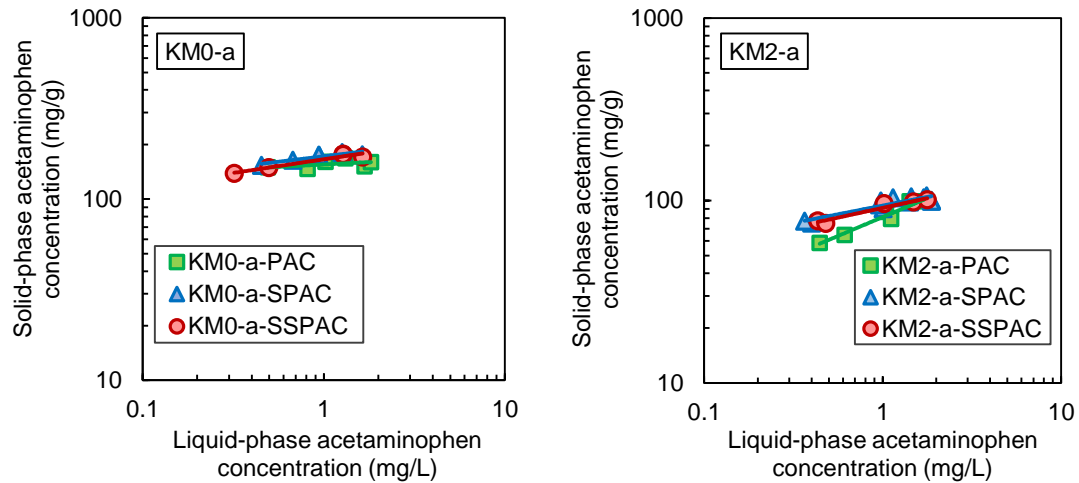 1000
100
10
0.1
1
10
Solid-phase acetaminophen
concentration (mg/g)
KM0-a
KM0-a-PAC
KM0-a-SPAC
KM0-a-SSPAC
Liquid-phase acetaminophen
concentration (mg/L)
1000
100
10
0.1
1
10
Solid-phase acetaminophen
concentration (mg/g)
KM2-a
KM2-a-PAC
KM2-a-SPAC
KM2-a-SSPAC
Liquid-phase acetaminophen
concentration (mg/L)